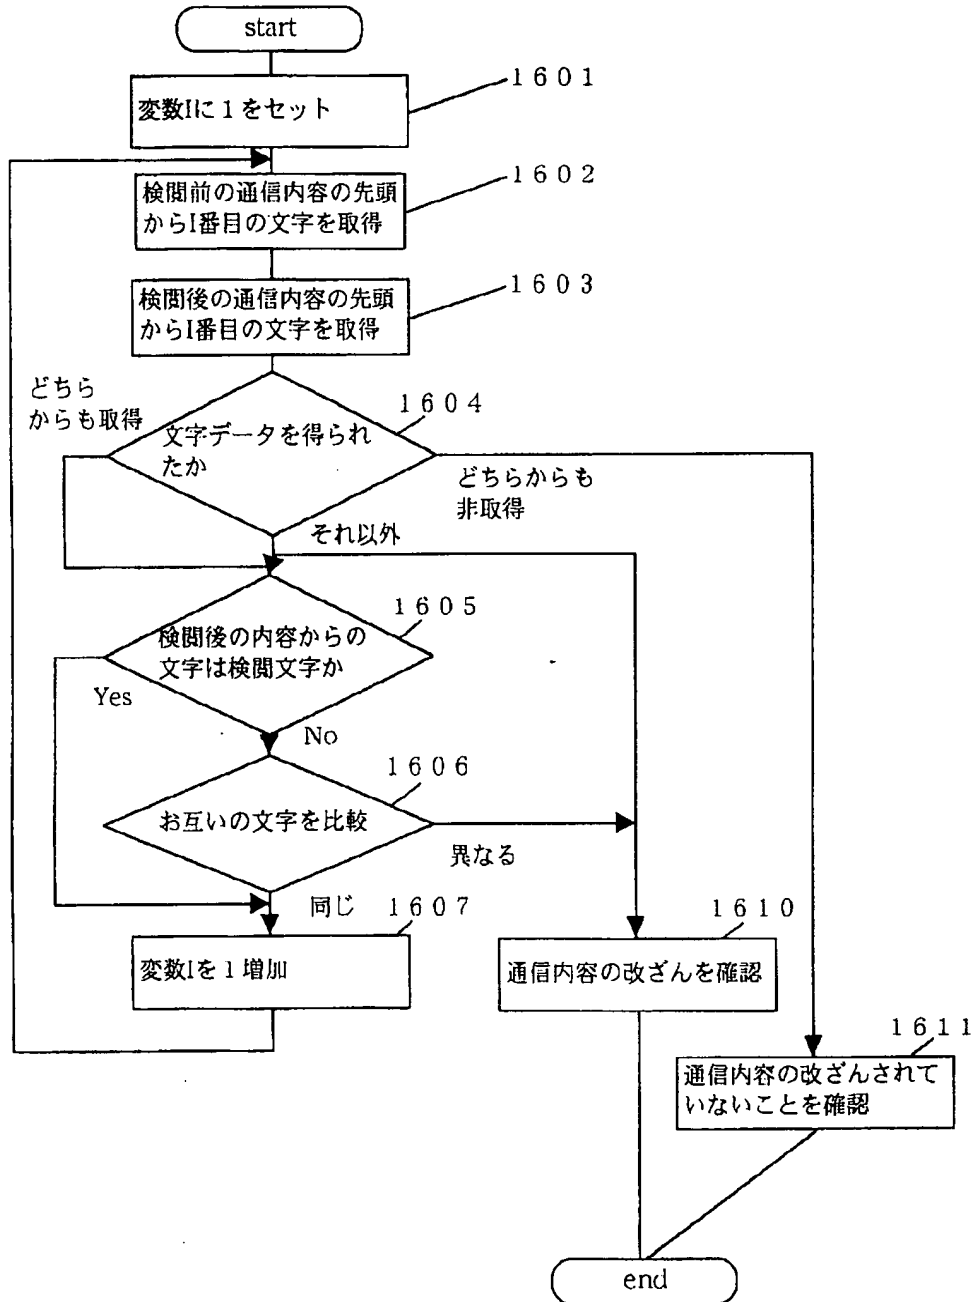 start
1601
変数Iに1をセット
1602
検閲前の通信内容の先頭
からI番目の文字を取得
1603
検閲後の通信内容の先頭
からI番目の文字を取得
どちら
からも取得
1604
文字データを得られ
たか
どちらからも
非取得
それ以外
1605
検閲後の内容からの
文字は検閲文字か
Yes
No
1606
お互いの文字を比較
異なる
同じ
1607
変数Iを1増加
1610
通信内容の改ざんを確認
1611
通信内容の改ざんされて
いないことを確認
end